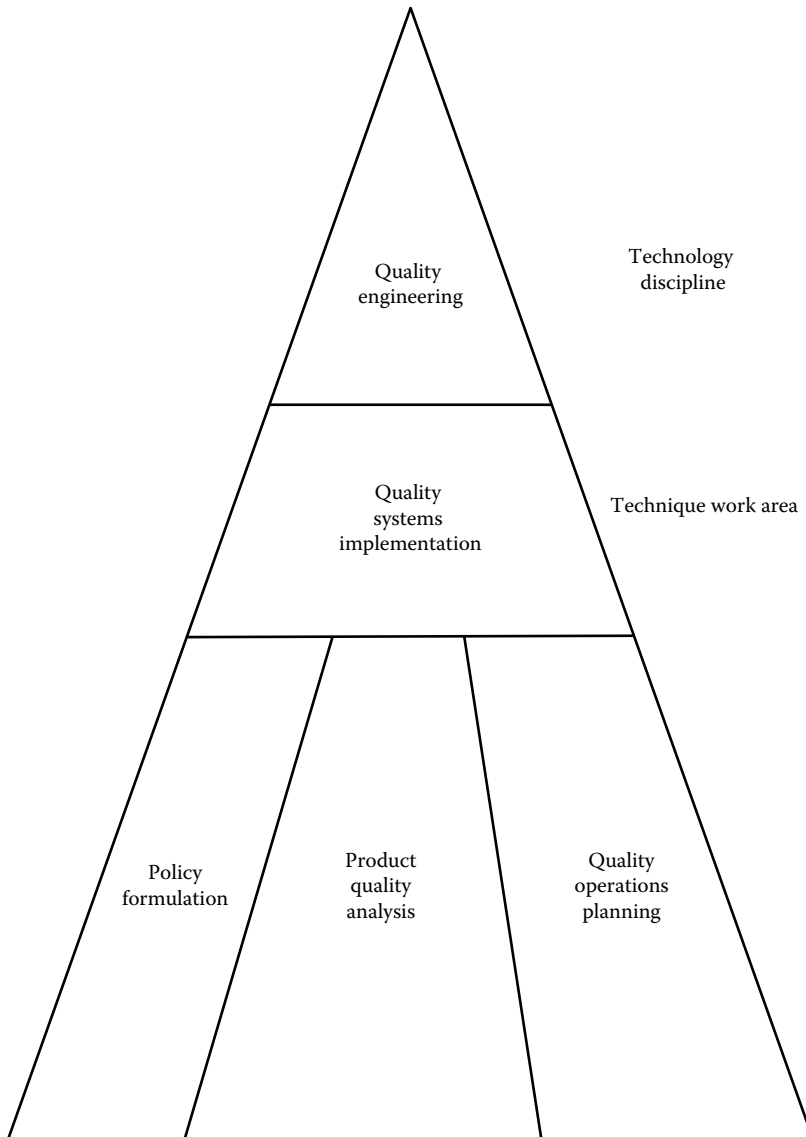 Quality
engineering
Technology
discipline
Quality
systems
implementation
Technique work area
Policy
formulation
Product
quality
analysis
Quality
operations
planning